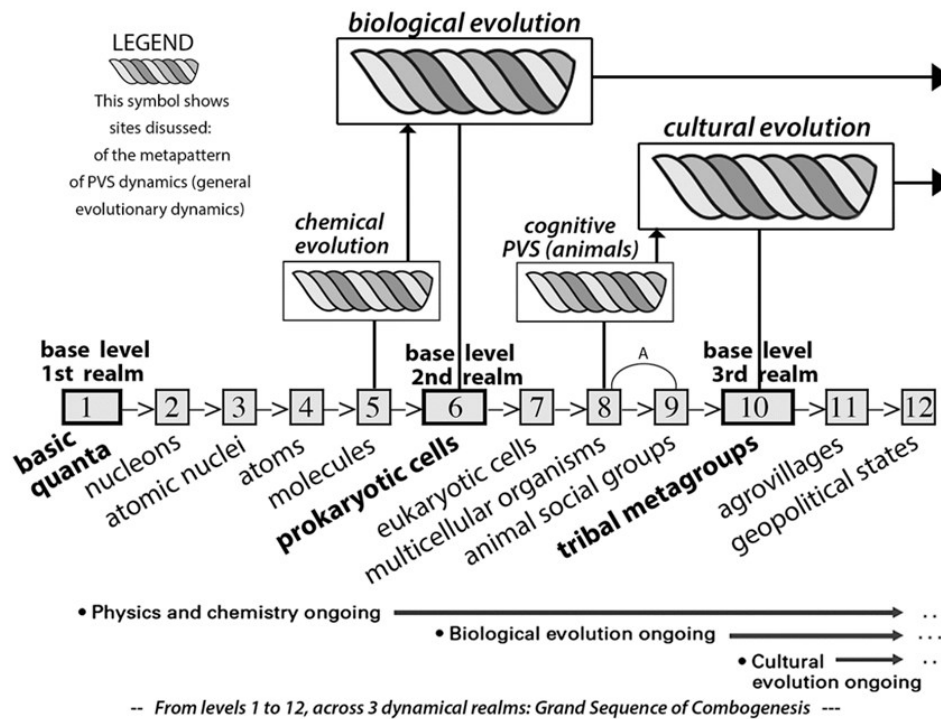 biological evolution
LEGEND
This symbol shows
sites disussed:
of the metapattern
of PVS dynamics (general
evolutionary dynamics)
cultural evolution
chemical
evolution
cognitive
PVS (animals)
base level
1st realm
base level
2nd realm
A
base level
3rd realm
1
2
3
4
5
6
7
8
9
10
11
12
basic
quanta
nucleons
atomic nuclei
atoms
molecules
prokaryotic cells
eukaryotic cells
multicellular organisms
animal social groups
tribal metagroups
agrovillages
geopolitical states
• Physics and chemistry ongoing ...
• Biological evolution ongoing ...
• Cultural
evolution ongoing ...
-- From levels 1 to 12, across 3 dynamical realms: Grand Sequence of Combogenesis ---